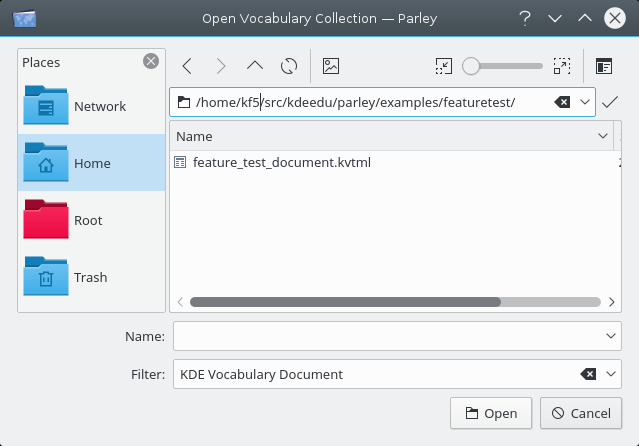 Open Vocabulary Collection — Parley
Places
Network
Home
Root
Trash
/home/kf5/src/kdeedu/parley/examples/featuretest/
Name
feature_test_document.kvtml
Name:
Filter: KDE Vocabulary Document
Open Cancel